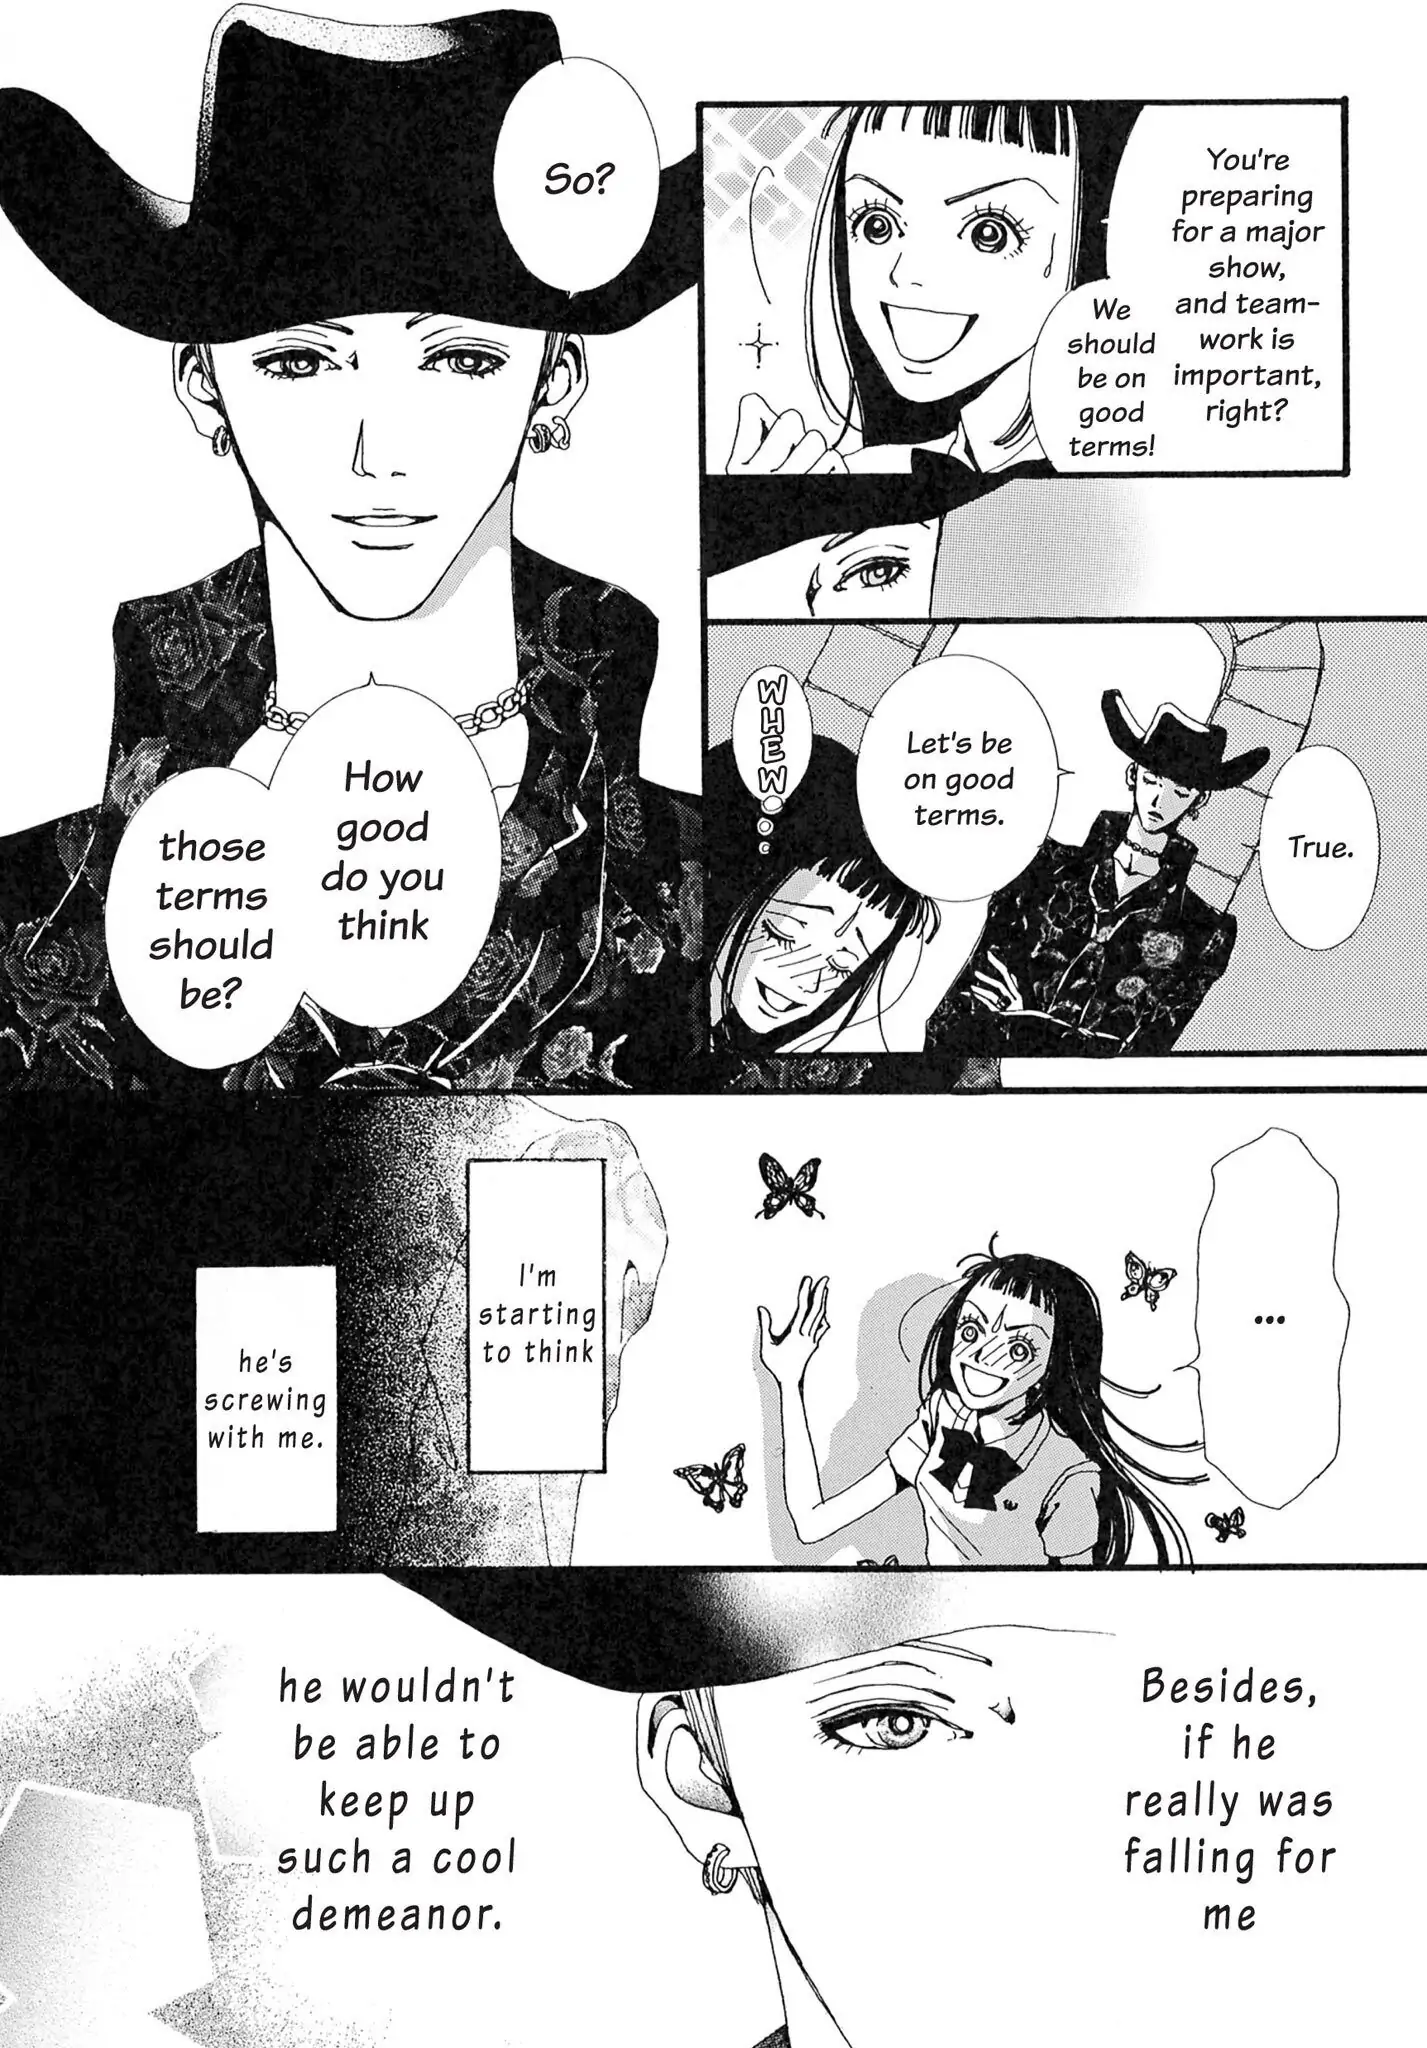 You're
preparing
for a major
show,
and team-
work is
important,
right?
We
should
be on
good
terms!
True.
Let's be
on good
terms.
WHEW
So?
How
good
do you
think
those
terms
should
be?
...
I'm
starting
to think
he's
screwing
with me.
Besides,
if he
really was
falling for
me
he wouldn't
be able to
keep up
such a cool
demeanor.